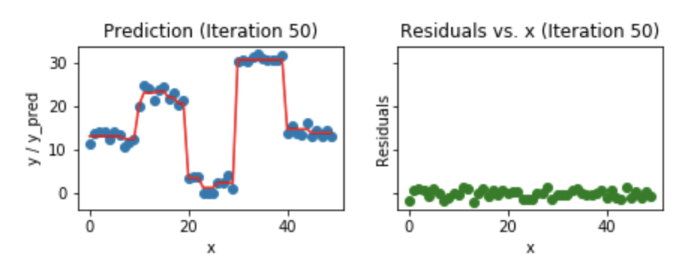 Prediction (Iteration 50)
y / y_pred
30
20
10
0
0
20
40
x
Residuals vs. x (Iteration 50)
Residuals
0
20
40
x